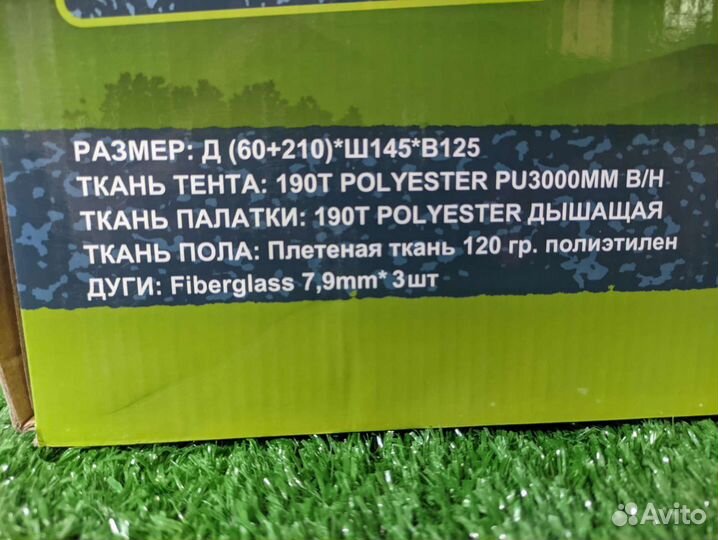 РАЗМЕР: Д (60+210)*Ш145*В125
ТКАНЬ ТЕНТА: 190T POLYESTER PU3000MM В/Н
ТКАНЬ ПАЛАТКИ: 190T POLYESTER ДЫШАЩАЯ
ТКАНЬ ПОЛА: Плетеная ткань 120 гр. полиэтилен
ДУГИ: Fiberglass 7,9mm* 3шт
Avito